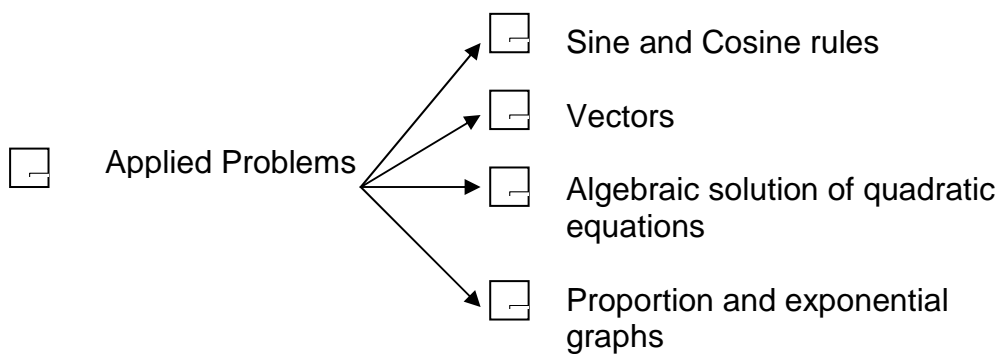 Applied Problems
Sine and Cosine rules
Vectors
Algebraic solution of quadratic
equations
Proportion and exponential
graphs